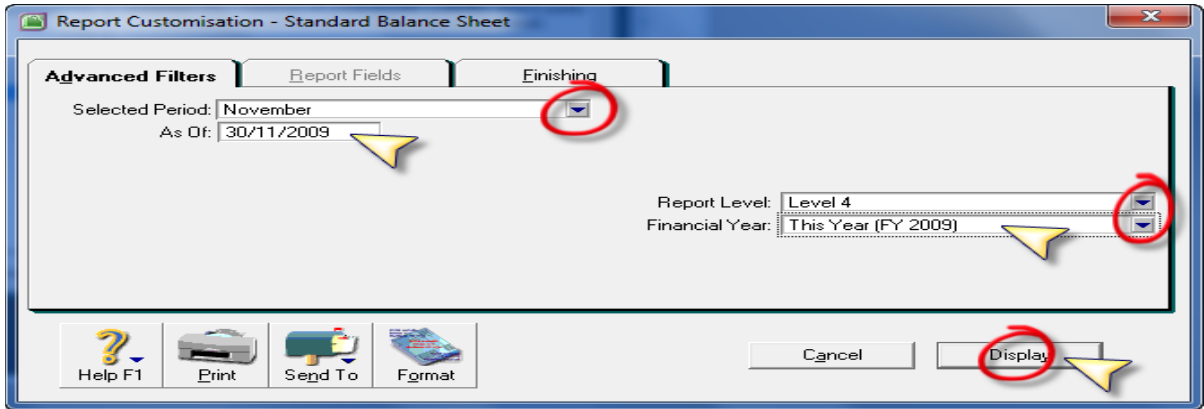 Report Customisation - Standard Balance Sheet
Advanced Filters Report Fields Finishing
Selected Period: November
As Of: 30/11/2009
Report Level: Level 4
Financial Year: This Year (FY 2009)
Help F1 Print Send To Format Cancel Display